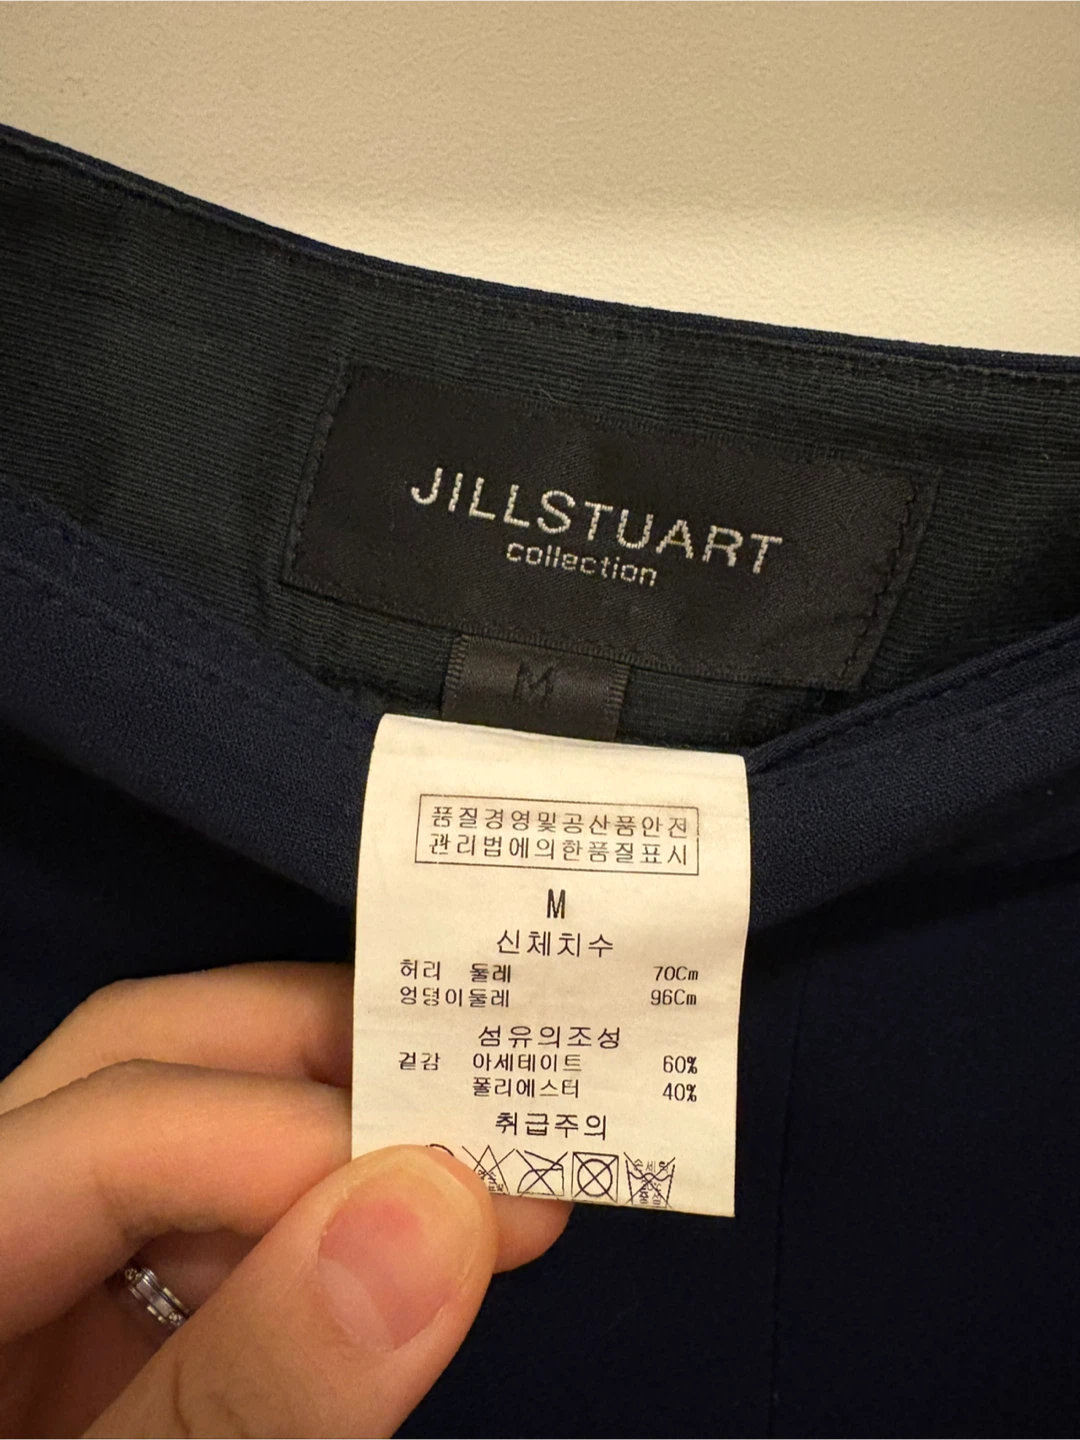 JILLSTUART
collection
M
품질경영및공산품안전
관리법에의한품질표시
M
신체치수
허리 둘레 70Cm
엉덩이둘레 96Cm
섬유의조성
겉감 아세테이트 60%
폴리에스터 40%
취급주의
손세탁